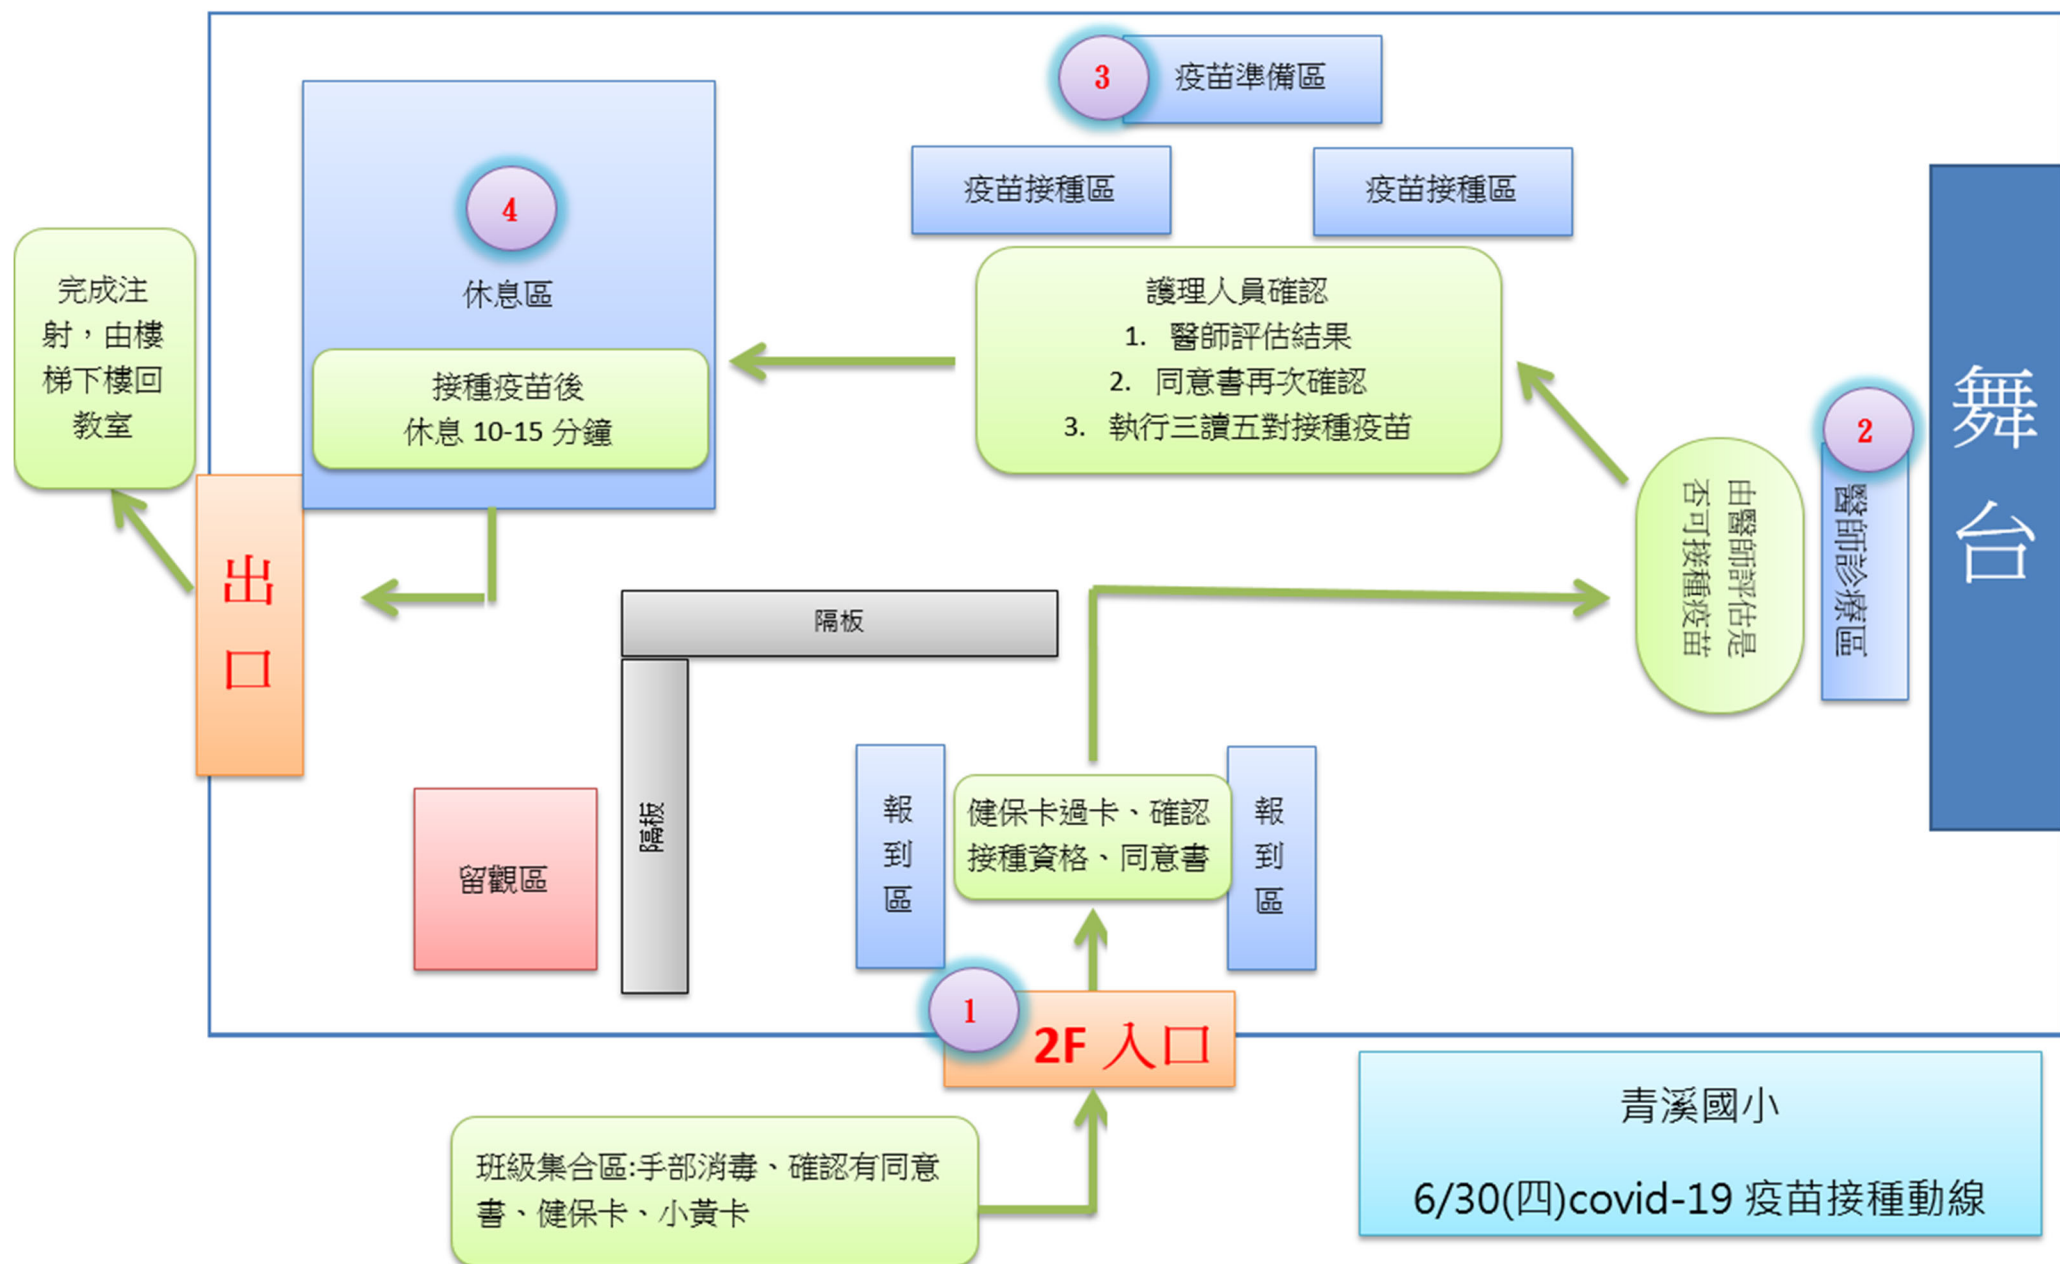 3
疫苗準備區
疫苗接種區
疫苗接種區
4
休息區
接種疫苗後
休息 10-15 分鐘
完成注
射，由樓
梯下樓回
教室
護理人員確認
1. 醫師評估結果
2. 同意書再次確認
3. 執行三讀五對接種疫苗
2
醫師診療區
由醫師評估是
否可接種疫苗
舞台
出口
隔板
隔板
留觀區
報到區
健保卡過卡、確認
接種資格、同意書
報到區
1
2F 入口
班級集合區:手部消毒、確認有同意
書、健保卡、小黃卡
青溪國小
6/30(四)covid-19 疫苗接種動線